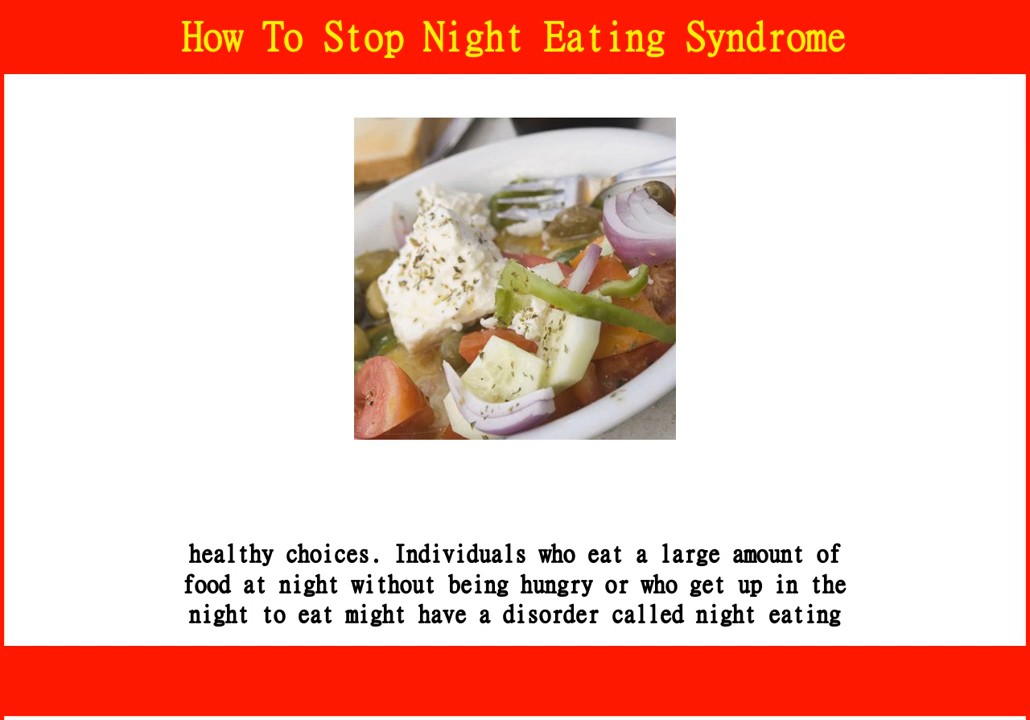 How To Stop Night Eating Syndrome
healthy choices. Individuals who eat a large amount of
food at night without being hungry or who get up in the
night to eat might have a disorder called night eating